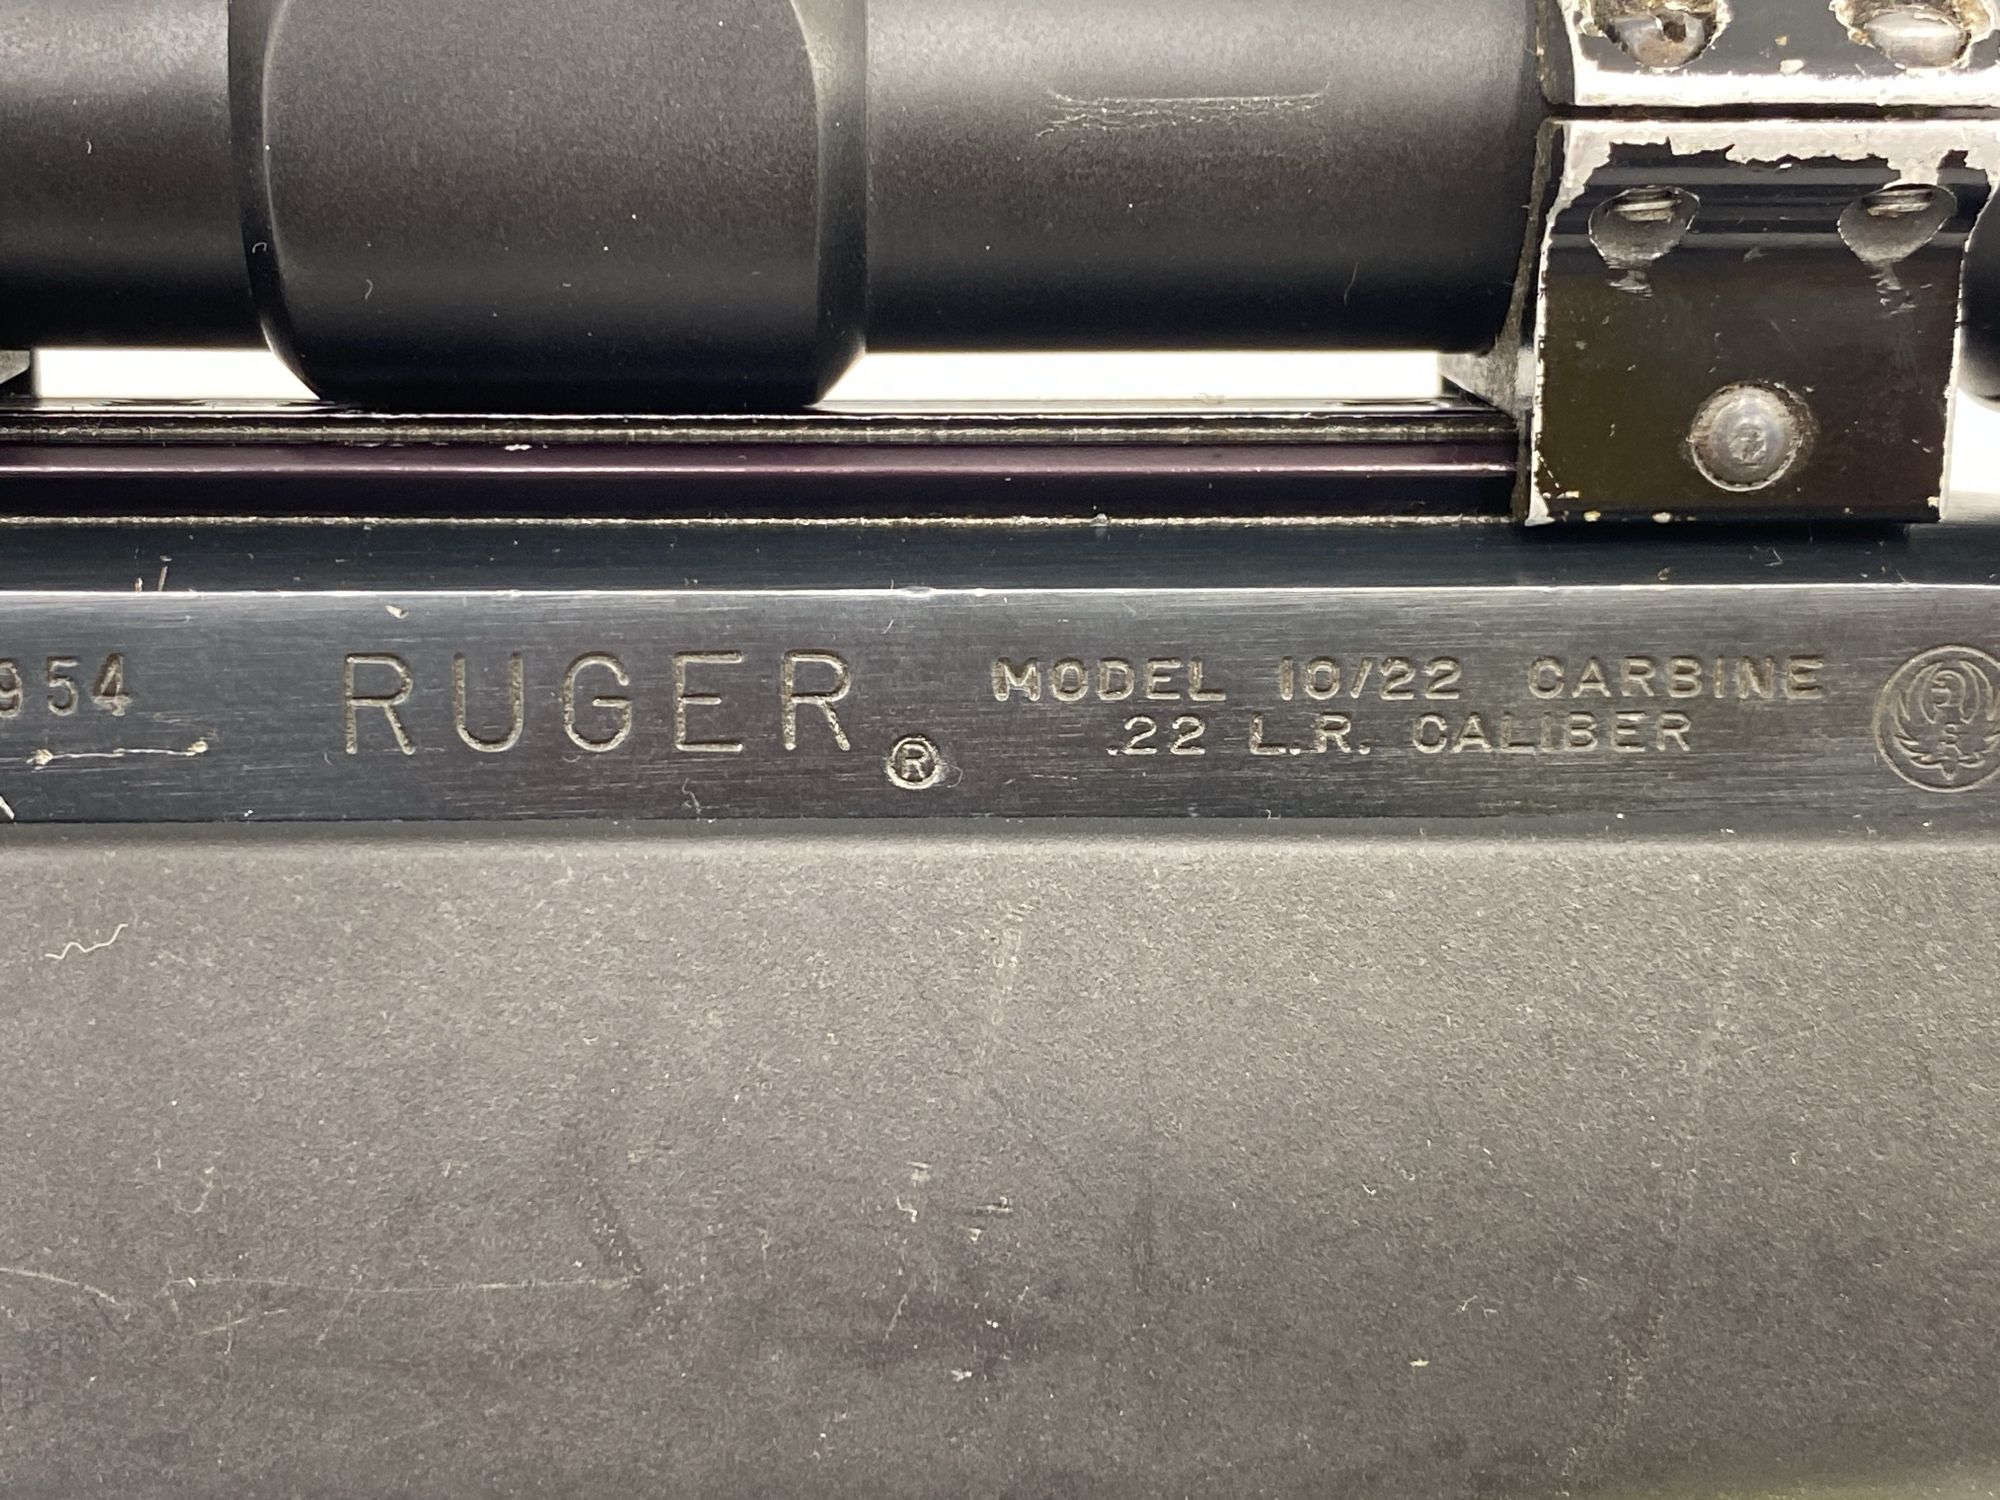 954 RUGER ® MODEL 10/22 CARBINE
.22 L.R. CALIBER